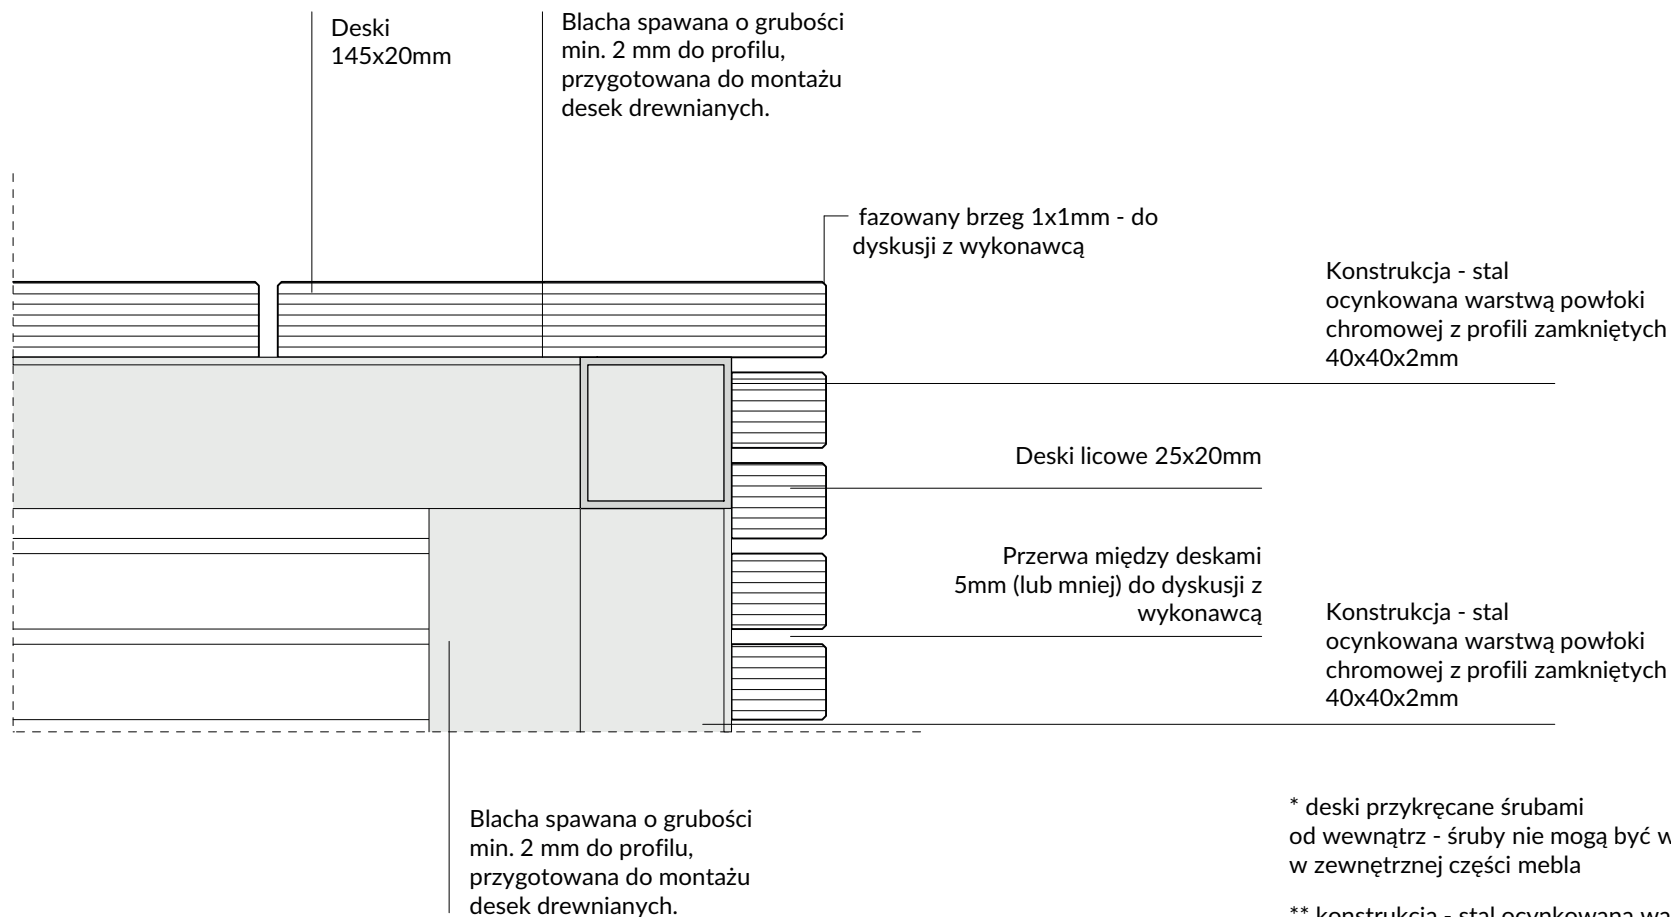 Deski
145x20mm
Blacha spawana o grubości
min. 2 mm do profilu,
przygotowana do montażu
desek drewnianych.
fazowany brzeg 1x1mm - do
dyskusji z wykonawcą
Konstrukcja - stal
ocynkowana warstwą powłoki
chromowej z profili zamkniętych
40x40x2mm
Deski licowe 25x20mm
Przerwa między deskami
5mm (lub mniej) do dyskusji z
wykonawcą
Konstrukcja - stal
ocynkowana warstwą powłoki
chromowej z profili zamkniętych
40x40x2mm
Blacha spawana o grubości
min. 2 mm do profilu,
przygotowana do montażu
desek drewnianych.
* deski przykręcane śrubami
od wewnątrz - śruby nie mogą być
w zewnętrznej części mebla
** konstrukcja - stal ocynkowana